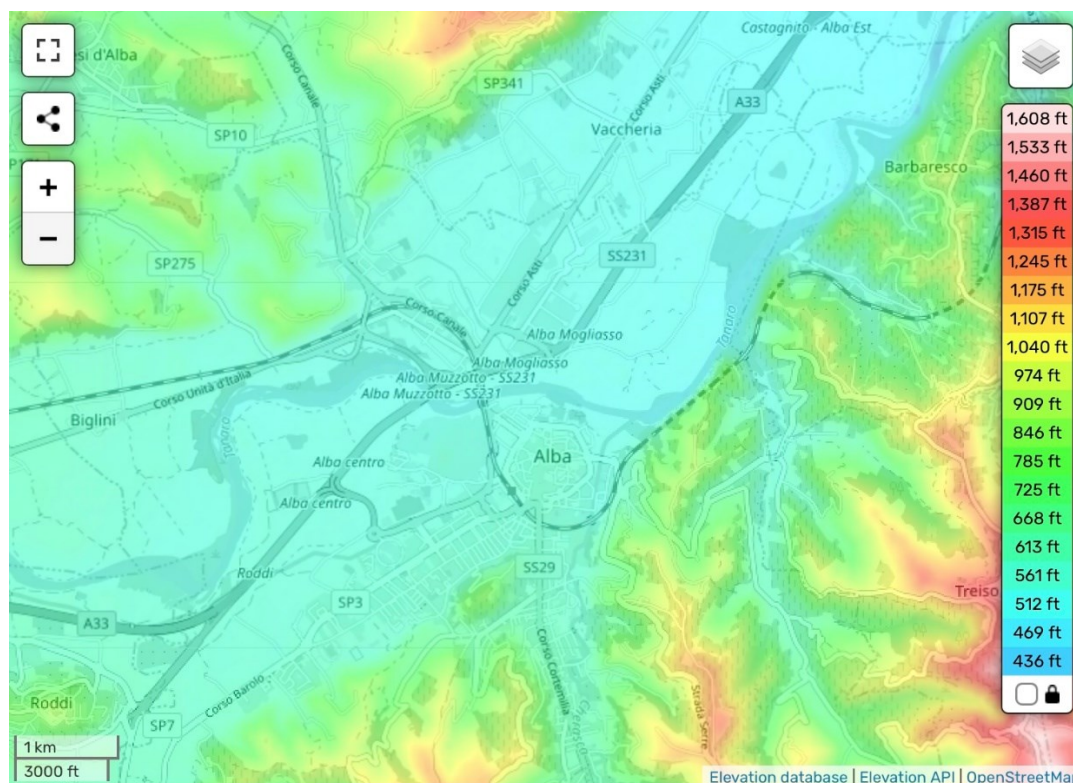 Castagnito - Alba Est
esi d'Alba
Corso Canale
SP341
Corso Asti
A33
1,608 ft
1,533 ft
1,460 ft
1,387 ft
1,315 ft
1,245 ft
1,175 ft
1,107 ft
1,040 ft
974 ft
909 ft
846 ft
785 ft
725 ft
668 ft
613 ft
561 ft
512 ft
469 ft
436 ft
SP10
Vaccheria
Barbaresco
+
−
SP275
SS231
Corso Asti
Corso Canale
Alba Mogliasso
Tanaro
Alba Mogliasso
Alba Muzzotto - SS231
Alba Muzzotto - SS231
Corso Unità d'Italia
Biglini
Tanaro
Alba
Alba centro
Alba centro
Roddi
SS29
Treiso
SP3
A33
Corso Cortemilia
Strada Serre
Roddi
Corso Barolo
SP7
1 km
3000 ft
Elevation database | Elevation API | OpenStreetMa